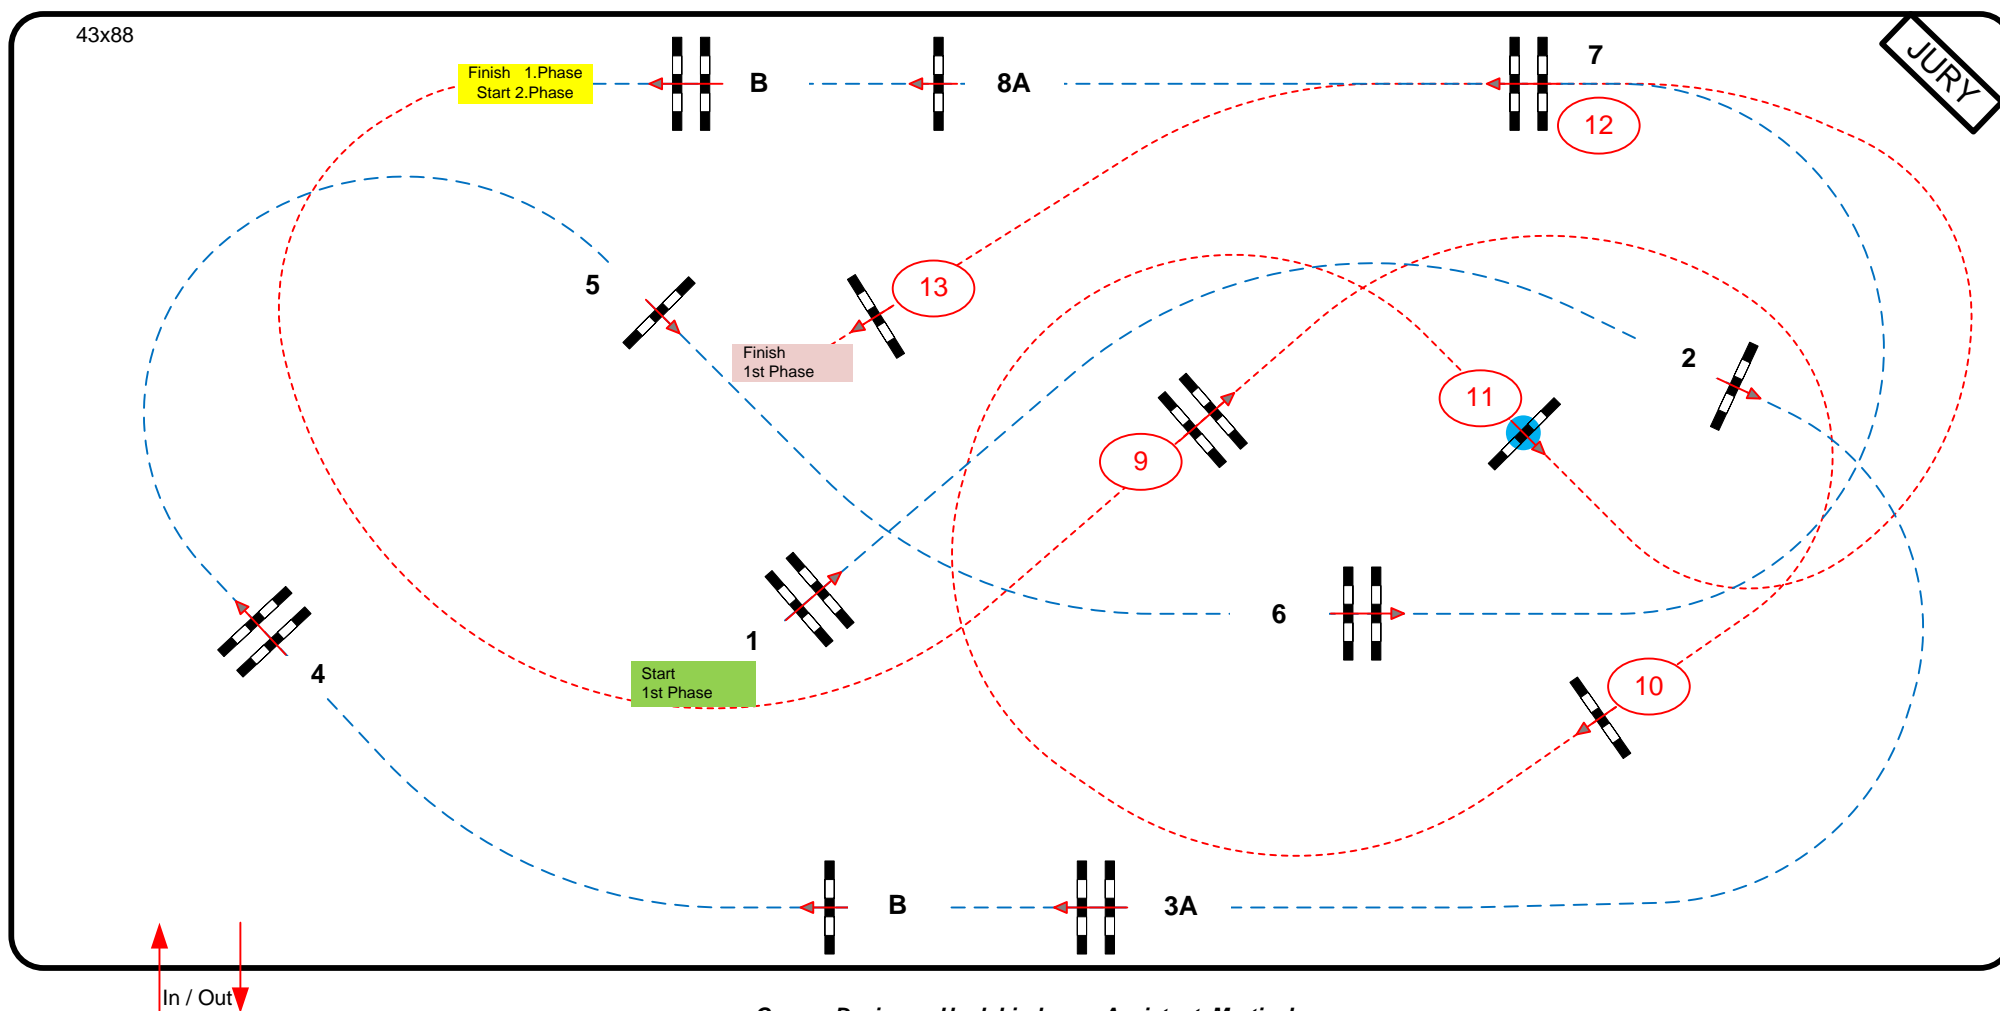 43x88
JURY
Finish 1.Phase
Start 2.Phase
B
8A
7
12
5
13
Finish
1st Phase
2
11
9
1
6
Start
1st Phase
4
10
B
3A
In / Out